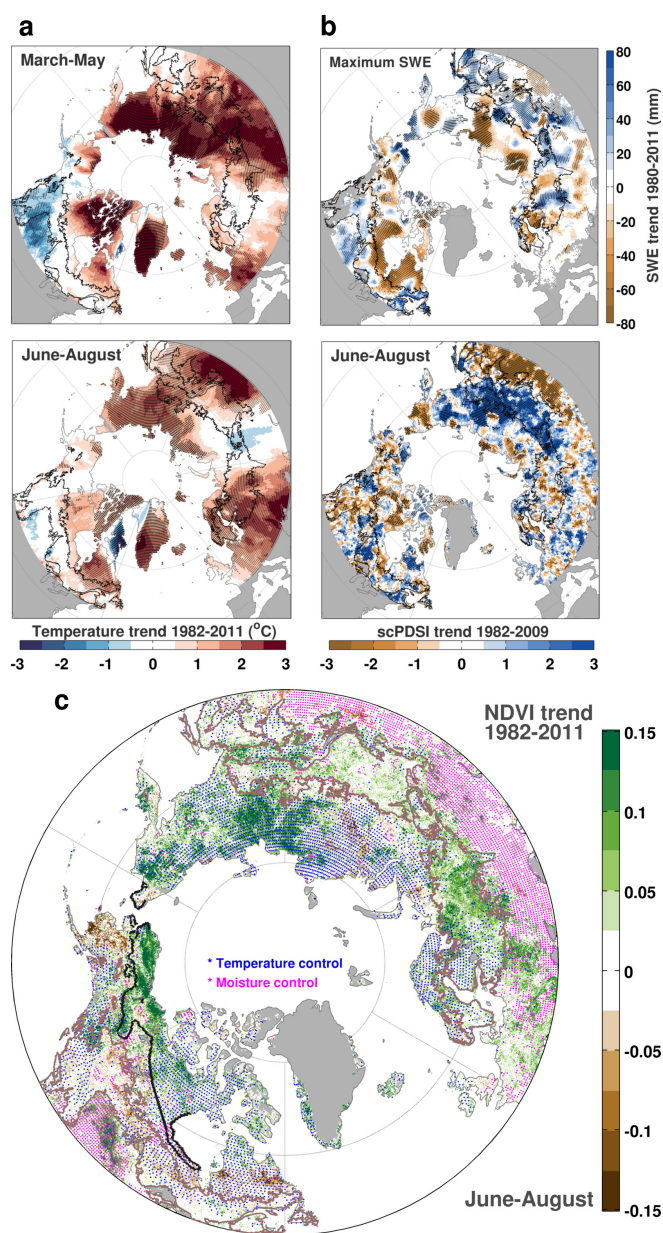 a
b
March-May
Maximum SWE
80
60
40
20
0
-20
-40
-60
-80
SWE trend 1980-2011 (mm)
June-August
June-August
Temperature trend 1982-2011 (°C)
-3 -2 -1 0 1 2 3
scPDSI trend 1982-2009
-3 -2 -1 0 1 2 3
c
NDVI trend
1982-2011
0.15
0.1
0.05
0
-0.05
-0.1
-0.15
* Temperature control
* Moisture control
June-August